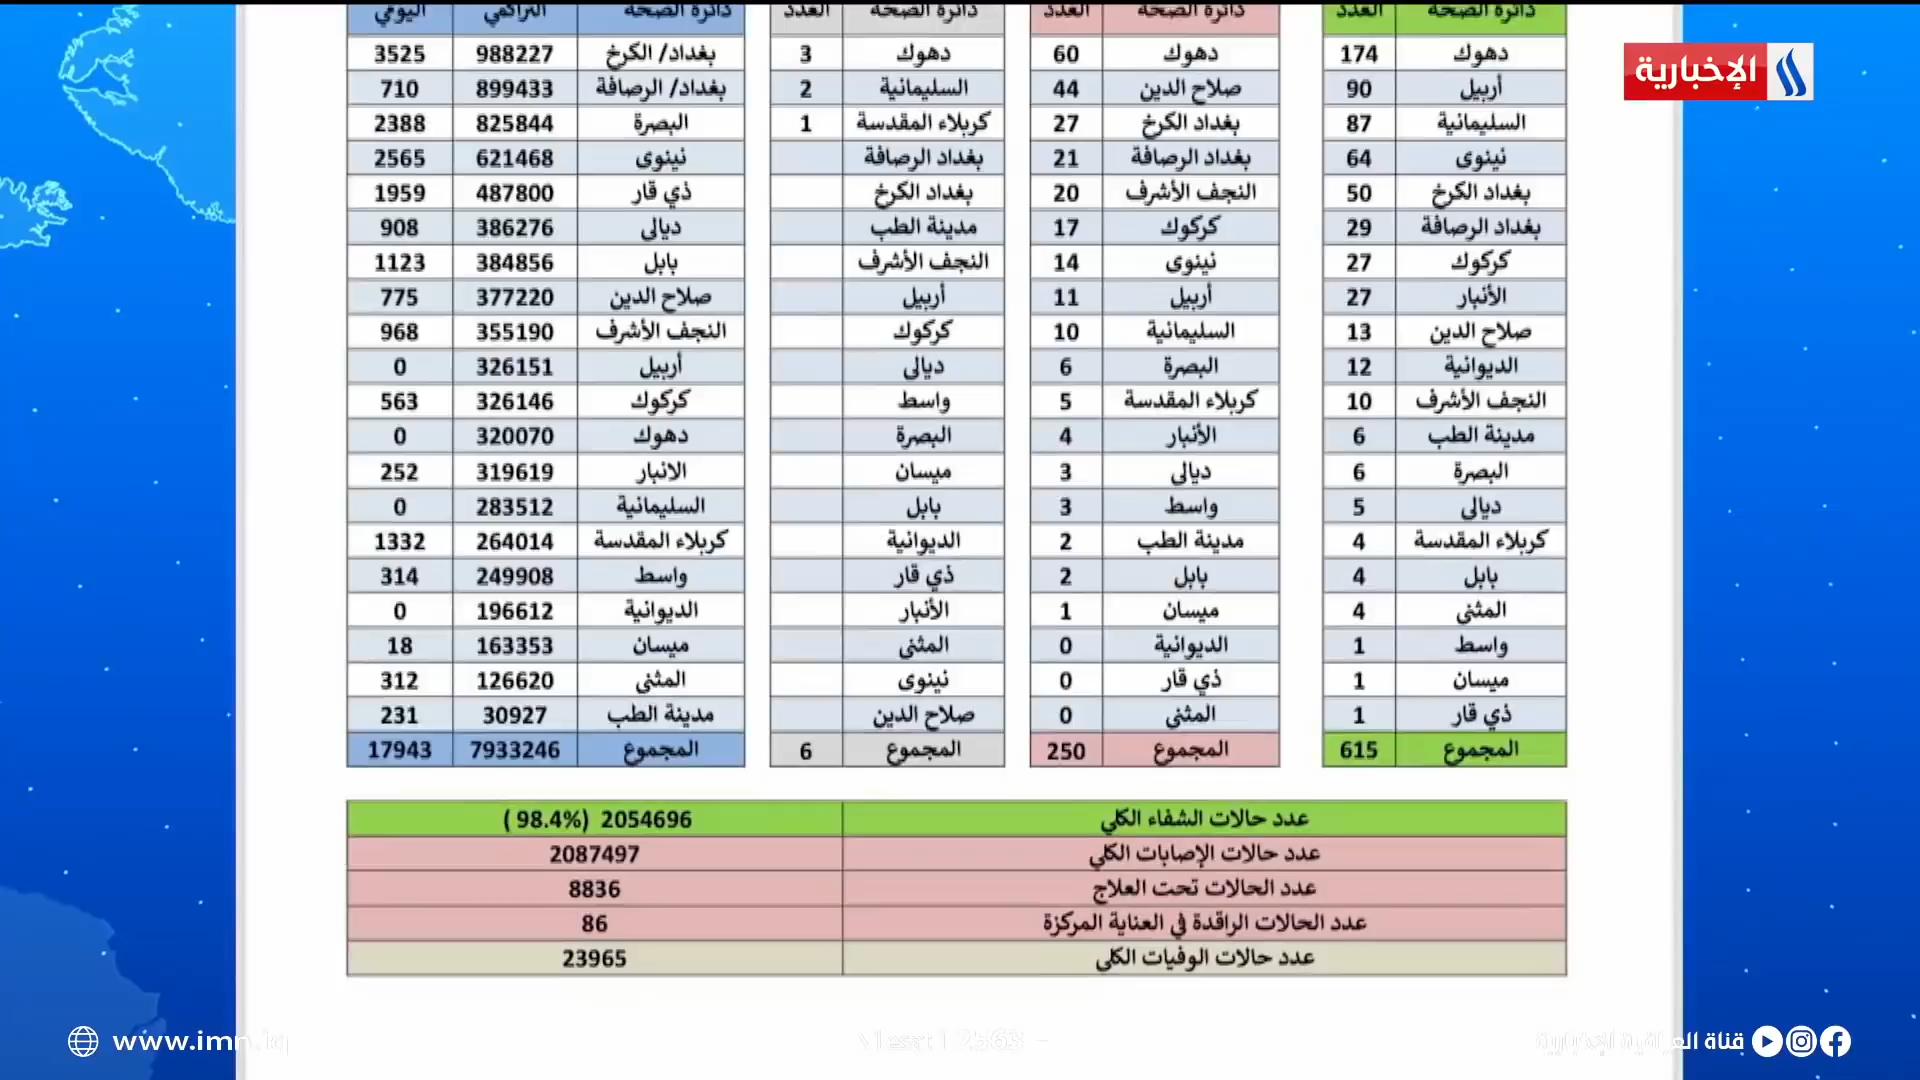 الإخبارية
دائرة الصحة العدد
دهوك 174
أربيل 90
السليمانية 87
نينوى 64
بغداد الكرخ 50
بغداد الرصافة 29
كركوك 27
الأنبار 27
صلاح الدين 13
الديوانية 12
النجف الأشرف 10
مدينة الطب 6
البصرة 6
ديالى 5
كربلاء المقدسة 4
بابل 4
المثنى 4
واسط 1
ميسان 1
ذي قار 1
المجموع 615
دائرة الصحة العدد
دهوك 60
صلاح الدين 44
بغداد الكرخ 27
بغداد الرصافة 21
النجف الأشرف 20
كركوك 17
نينوى 14
أربيل 11
السليمانية 10
البصرة 6
كربلاء المقدسة 5
الأنبار 4
ديالى 3
واسط 3
مدينة الطب 2
بابل 2
ميسان 1
الديوانية 0
ذي قار 0
المثنى 0
المجموع 250
دائرة الصحة العدد
دهوك 3
السليمانية 2
كربلاء المقدسة 1
بغداد الرصافة
بغداد الكرخ
مدينة الطب
النجف الأشرف
أربيل
كركوك
ديالى
واسط
البصرة
ميسان
بابل
الديوانية
ذي قار
الأنبار
المثنى
نينوى
صلاح الدين
المجموع 6
دائرة الصحة التراكمي اليومي
بغداد/ الكرخ 988227 3525
بغداد/ الرصافة 899433 710
البصرة 825844 2388
نينوى 621468 2565
ذي قار 487800 1959
ديالى 386276 908
بابل 384856 1123
صلاح الدين 377220 775
النجف الأشرف 355190 968
أربيل 326151 0
كركوك 326146 563
دهوك 320070 0
الانبار 319619 252
السليمانية 283512 0
كربلاء المقدسة 264014 1332
واسط 249908 314
الديوانية 196612 0
ميسان 163353 18
المثنى 126620 312
مدينة الطب 30927 231
المجموع 7933246 17943
عدد حالات الشفاء الكلي 2054696 (98.4% )
عدد حالات الإصابات الكلي 2087497
عدد الحالات تحت العلاج 8836
عدد الحالات الراقدة في العناية المركزة 86
عدد حالات الوفيات الكلي 23965
www.imn.iq
قناة العراقية الإخبارية